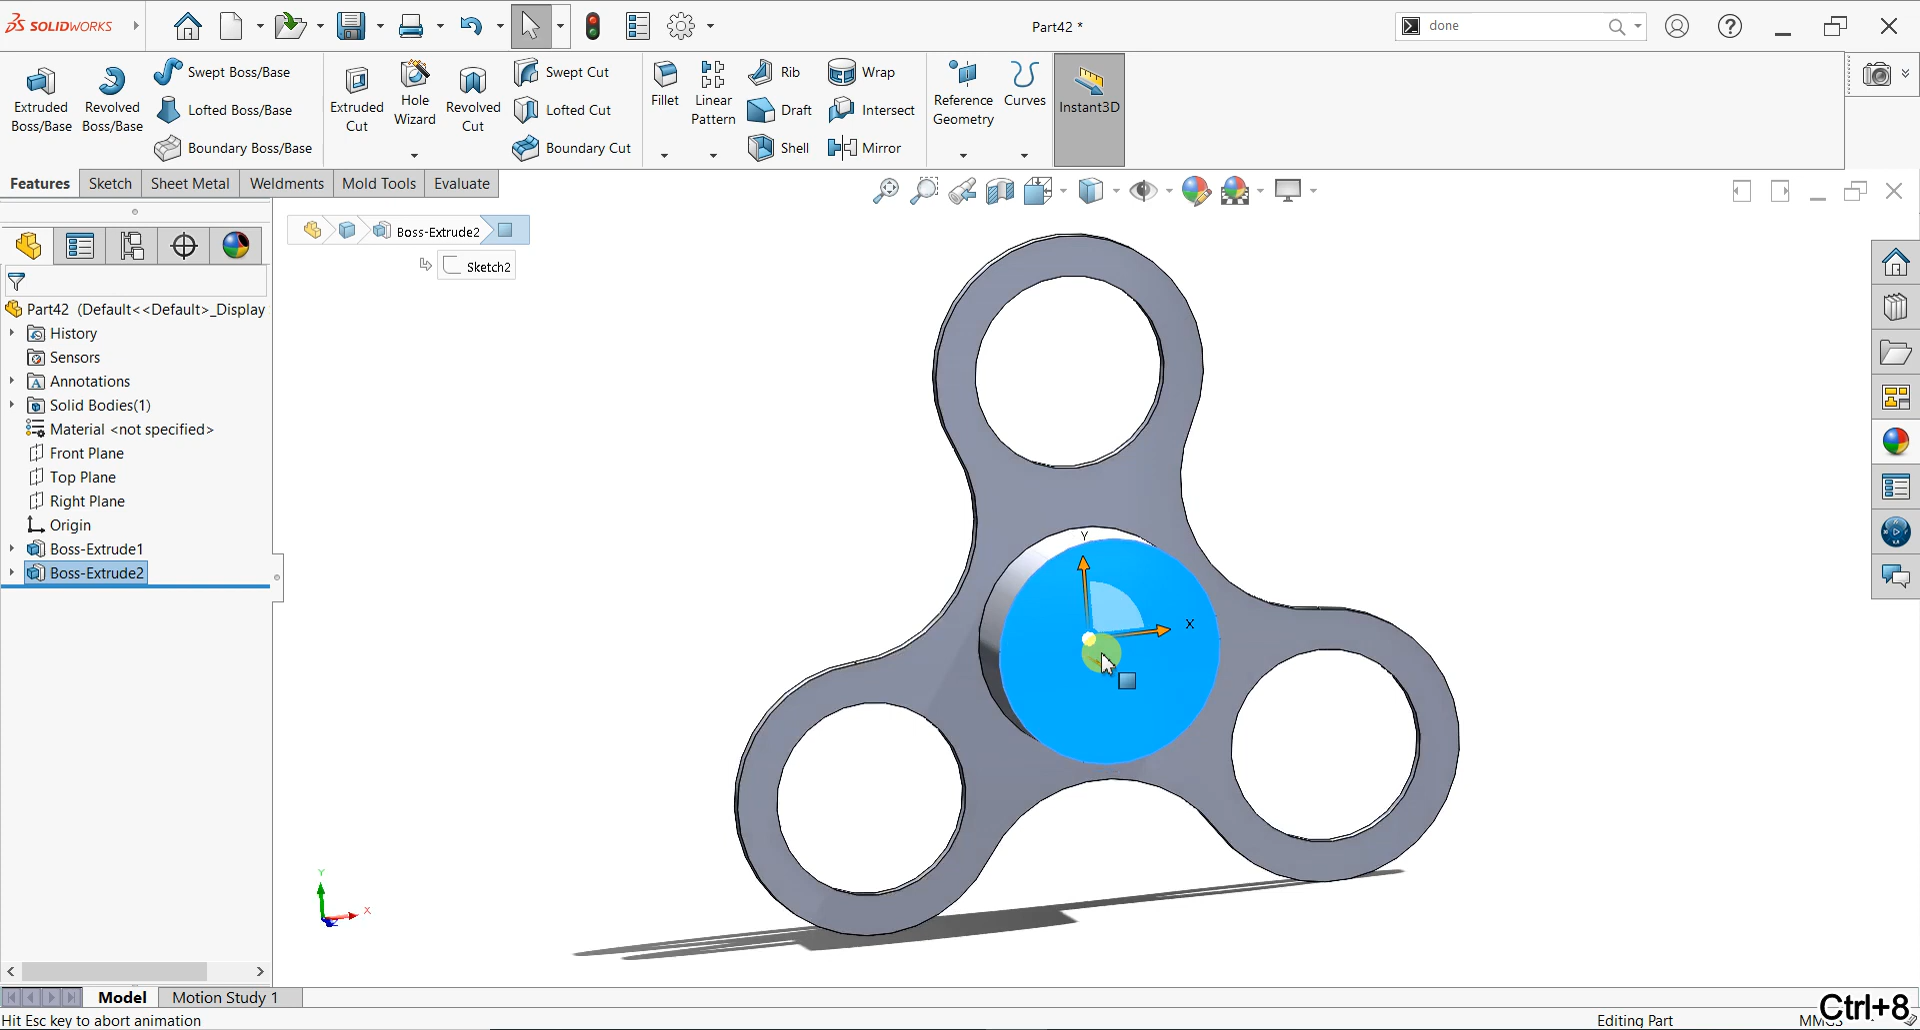 SOLIDWORKS
Part42 *
done
Extruded Boss/Base
Revolved Boss/Base
Swept Boss/Base
Lofted Boss/Base
Boundary Boss/Base
Extruded Cut
Hole Wizard
Revolved Cut
Swept Cut
Lofted Cut
Boundary Cut
Fillet
Linear Pattern
Rib
Draft
Shell
Wrap
Intersect
Mirror
Reference Geometry
Curves
Instant3D
Features
Sketch
Sheet Metal
Weldments
Mold Tools
Evaluate
Boss-Extrude2
Sketch2
Part42 (Default<<Default>_Display
History
Sensors
Annotations
Solid Bodies(1)
Material <not specified>
Front Plane
Top Plane
Right Plane
Origin
Boss-Extrude1
Boss-Extrude2
Y
X
Y
X
Model
Motion Study 1
Hit Esc key to abort animation
Editing Part
Ctrl+8